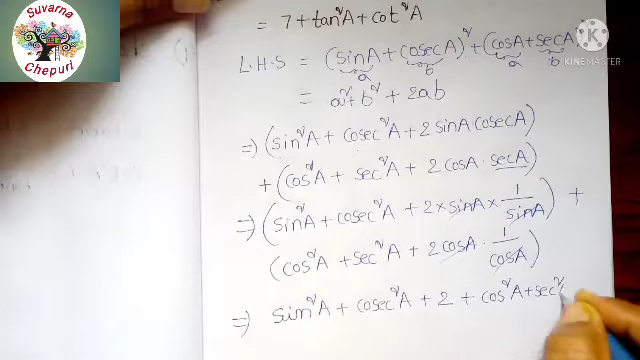 Suvarna
Chepuri
KINEMASTER
= 7 + tan²A + cot²A
L.H.S = (sinA + cosecA)² + (cosA + secA)
a b a b
= a² + b² + 2ab
=> (sin²A + cosec²A + 2 sinA cosecA)
+ (cos²A + sec²A + 2 cosA · secA)
=> (sin²A + cosec²A + 2 × sinA × 1/sinA) +
(cos²A + sec²A + 2 cosA · 1/cosA)
=> sin²A + cosec²A + 2 + cos²A + sec²